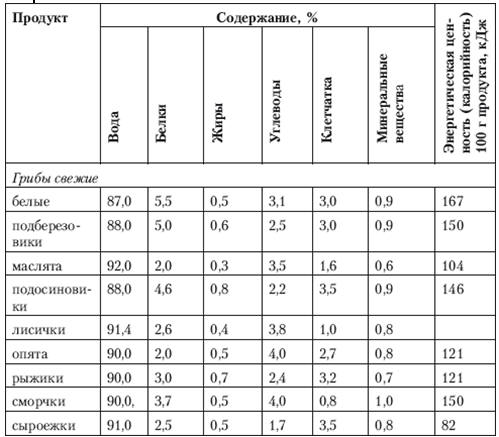 Продукт
Содержание, %
Энергетическая цен-
ность (калорийность)
100 г продукта, кДж
Вода
Белки
Жиры
Углеводы
Клетчатка
Минеральные
вещества
Грибы свежие
белые 87,0 5,5 0,5 3,1 3,0 0,9 167
подберезо- 88,0 5,0 0,6 2,5 3,0 0,9 150
вики
маслята 92,0 2,0 0,3 3,5 1,6 0,6 104
подосинови- 88,0 4,6 0,8 2,2 3,5 0,9 146
ки
лисички 91,4 2,6 0,4 3,8 1,0 0,8
опята 90,0 2,0 0,5 4,0 2,7 0,8 121
рыжики 90,0 3,0 0,7 2,4 3,2 0,7 121
сморчки 90,0, 3,7 0,5 4,0 0,8 1,0 150
сыроежки 91,0 2,5 0,5 1,7 3,5 0,8 82